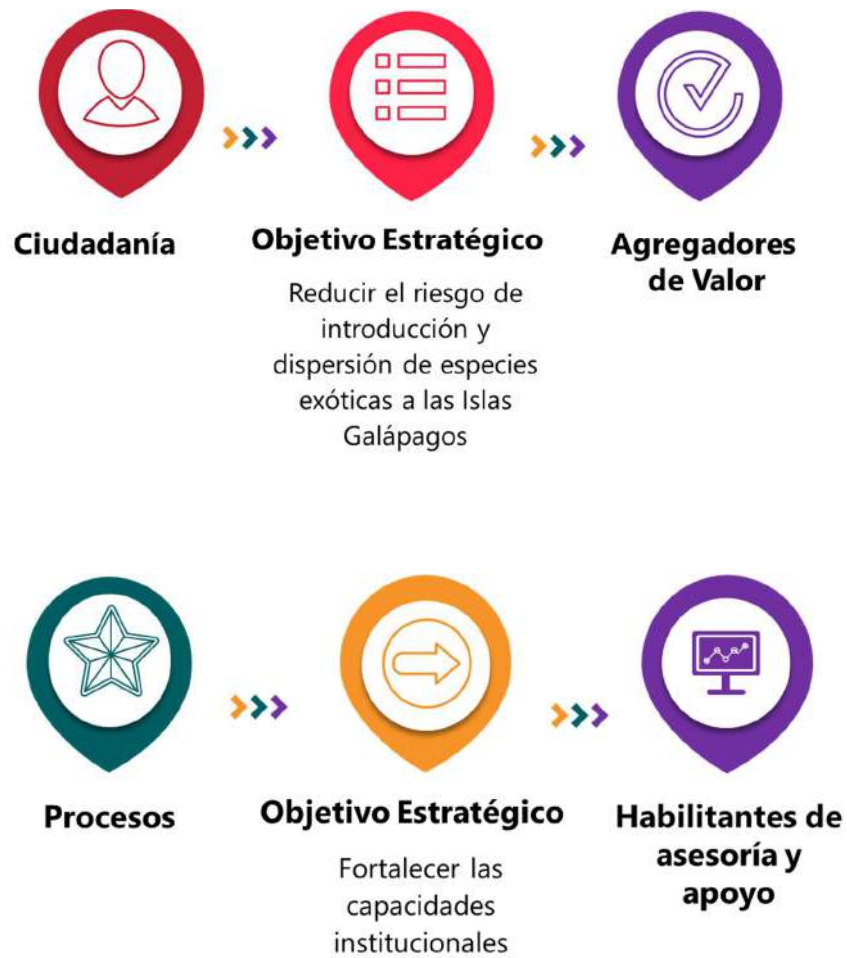 Ciudadanía
Objetivo Estratégico
Reducir el riesgo de
introducción y
dispersión de especies
exóticas a las Islas
Galápagos
Agregadores
de Valor
Procesos
Objetivo Estratégico
Fortalecer las
capacidades
institucionales
Habilitantes de
asesoría y
apoyo